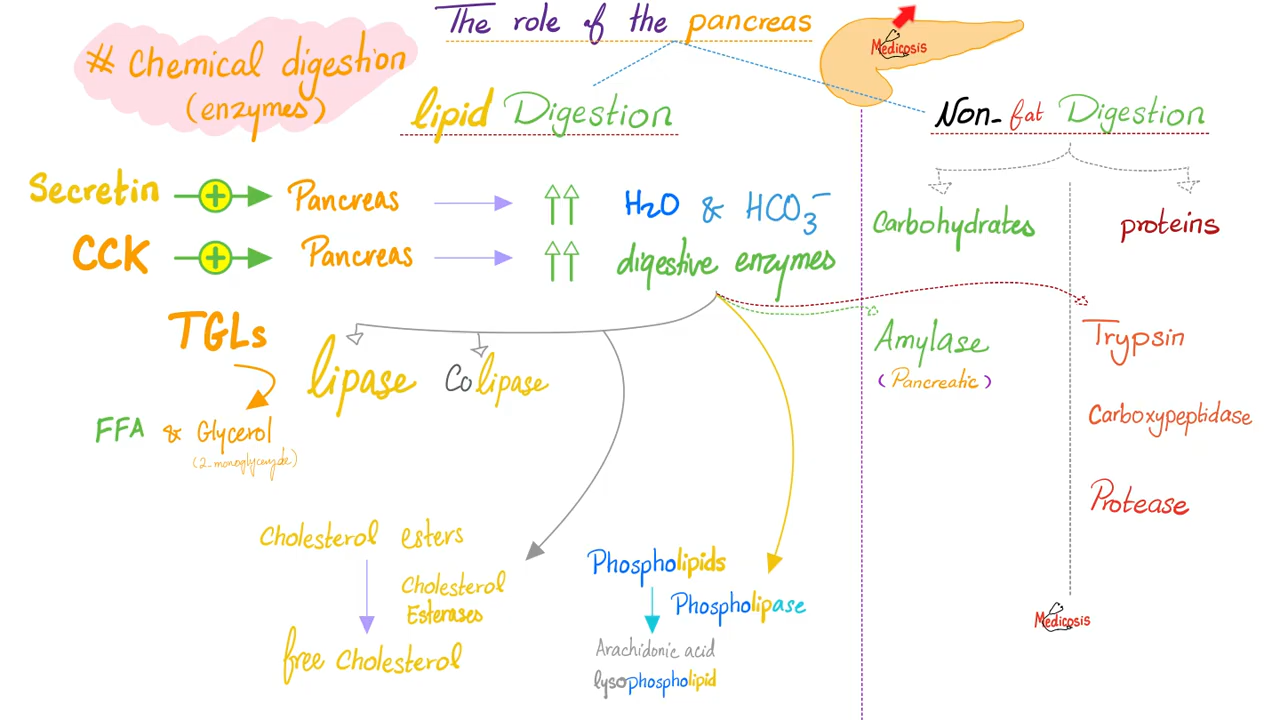 The role of the pancreas
Medicosis
# Chemical digestion
(enzymes)
lipid Digestion
Non-fat Digestion
Secretin + Pancreas H2O & HCO3−
CCK + Pancreas digestive enzymes
Carbohydrates
proteins
TGLs
lipase Colipase
FFA & Glycerol
(2-monoglyceride)
Amylase
(Pancreatic)
Trypsin
Carboxypeptidase
Protease
Cholesterol esters
Cholesterol
Esterases
free Cholesterol
Phospholipids
Phospholipase
Arachidonic acid
lysophospholipid
Medicosis